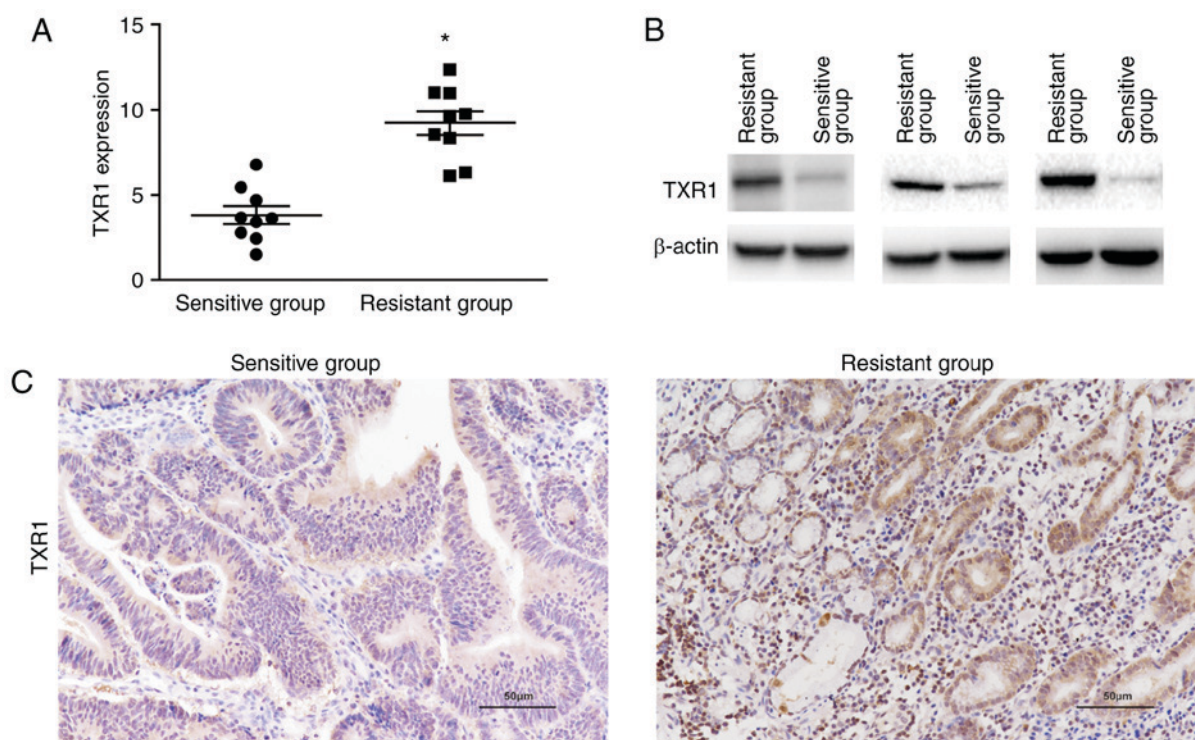 A
15
10
5
0
TXR1 expression
*
Sensitive group
Resistant group
B
Resistant
group
Sensitive
group
Resistant
group
Sensitive
group
Resistant
group
Sensitive
group
TXR1
β-actin
C
Sensitive group
Resistant group
TXR1
50μm
50μm